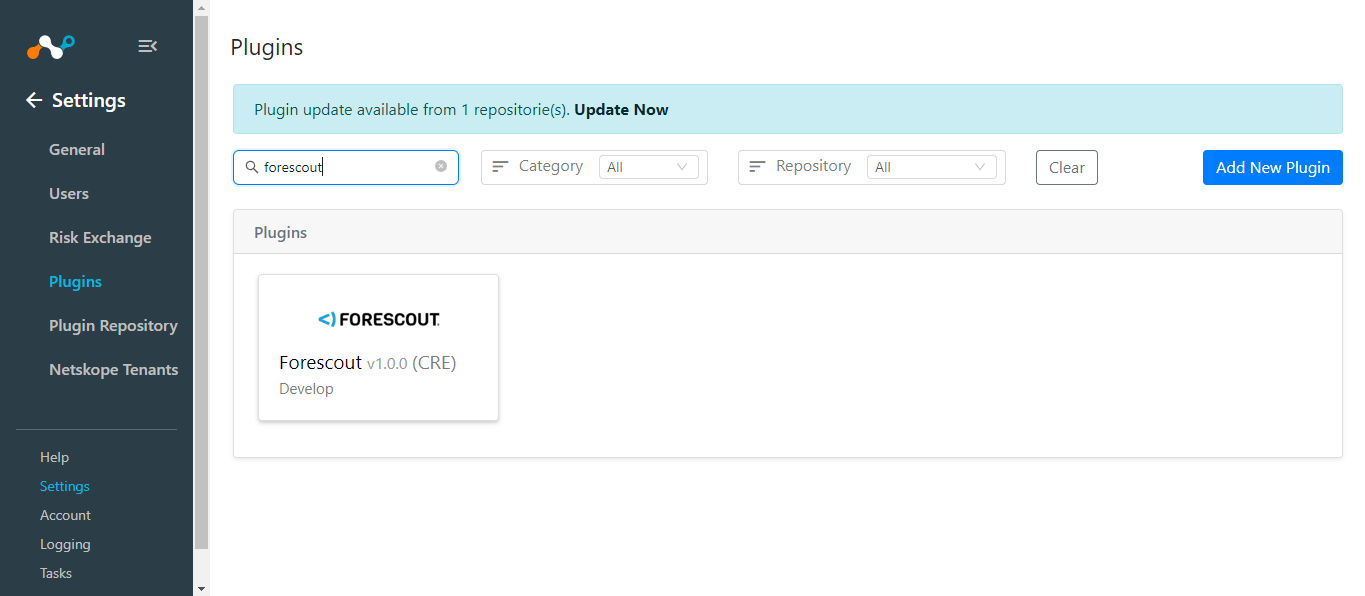 Settings
General
Users
Risk Exchange
Plugins
Plugin Repository
Netskope Tenants
Help
Settings
Account
Logging
Tasks
Plugins
Plugin update available from 1 repositorie(s). Update Now
forescout
Category All
Repository All
Clear
Add New Plugin
Plugins
<) FORESCOUT.
Forescout v1.0.0 (CRE)
Develop